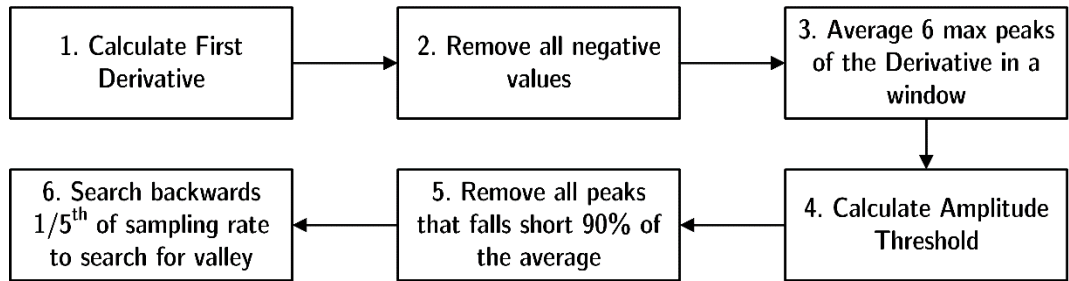 1. Calculate First
Derivative
2. Remove all negative
values
3. Average 6 max peaks
of the Derivative in a
window
4. Calculate Amplitude
Threshold
5. Remove all peaks
that falls short 90% of
the average
6. Search backwards
1/5th of sampling rate
to search for valley